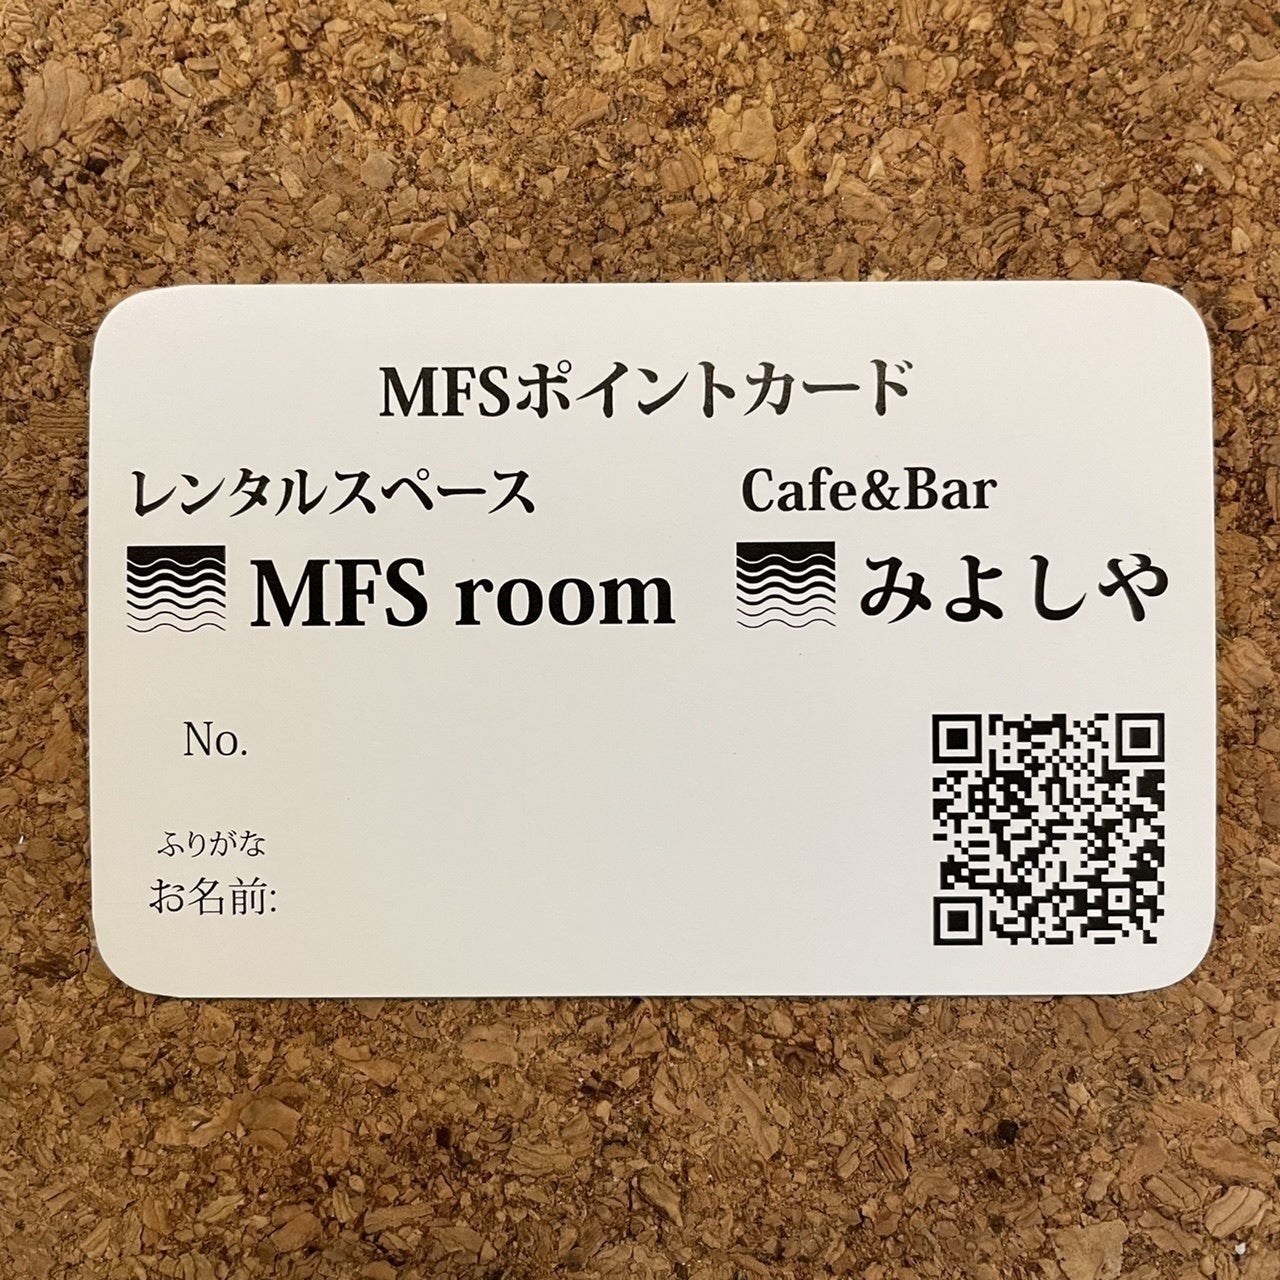 MFSポイントカード
レンタルスペース
MFS room
Cafe&Bar
みよしや
No.
ふりがな
お名前: